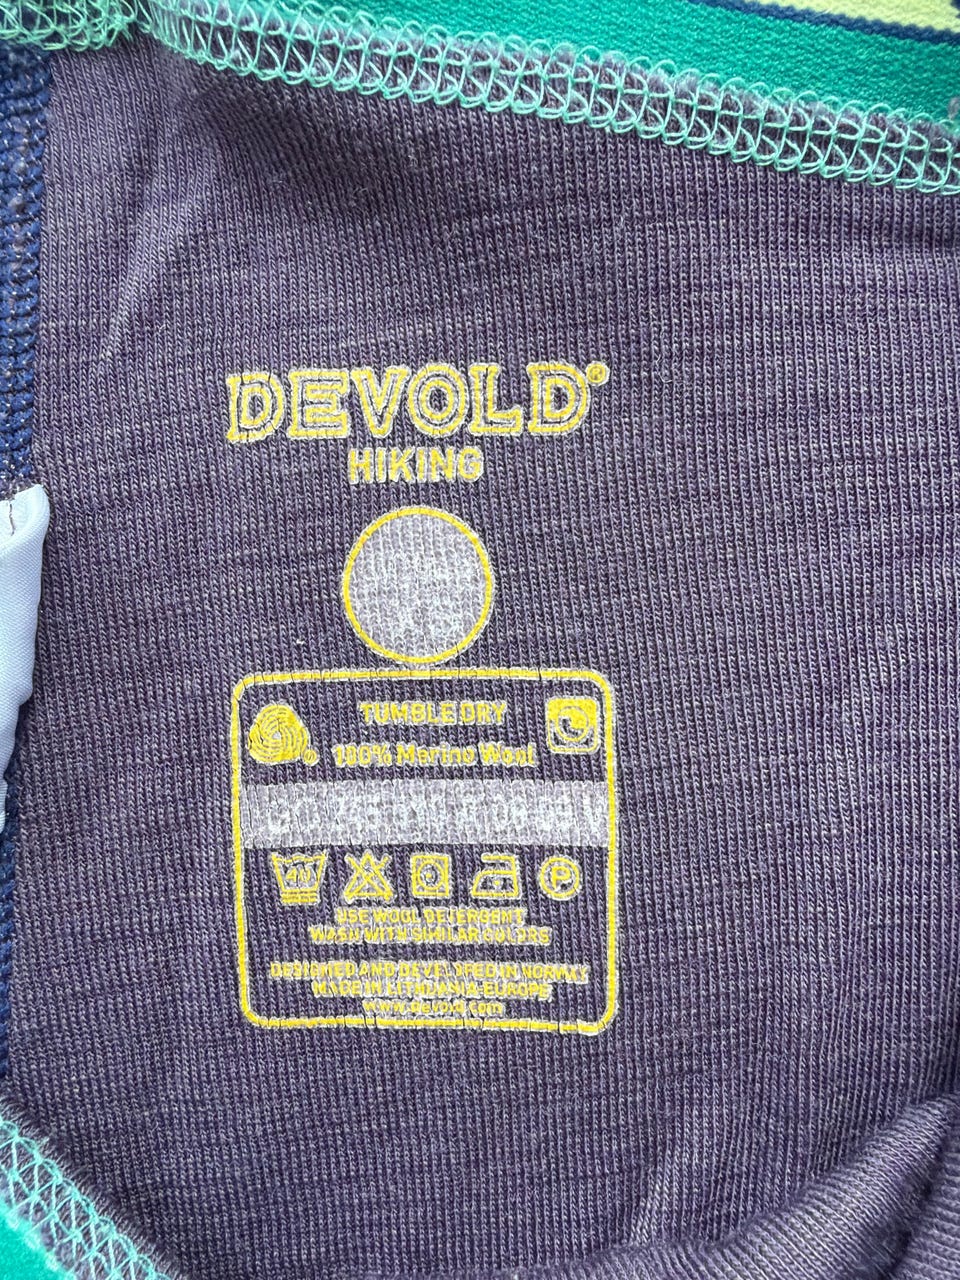 DEVOLD®
HIKING
TUMBLE DRY
100% Merino Wool
40
P
USE WOOL DETERGENT
WASH WITH SIMILAR COLORS
DESIGNED AND DEVELOPED IN NORWAY
MADE IN LITHUANIA-EUROPE
www.devold.com